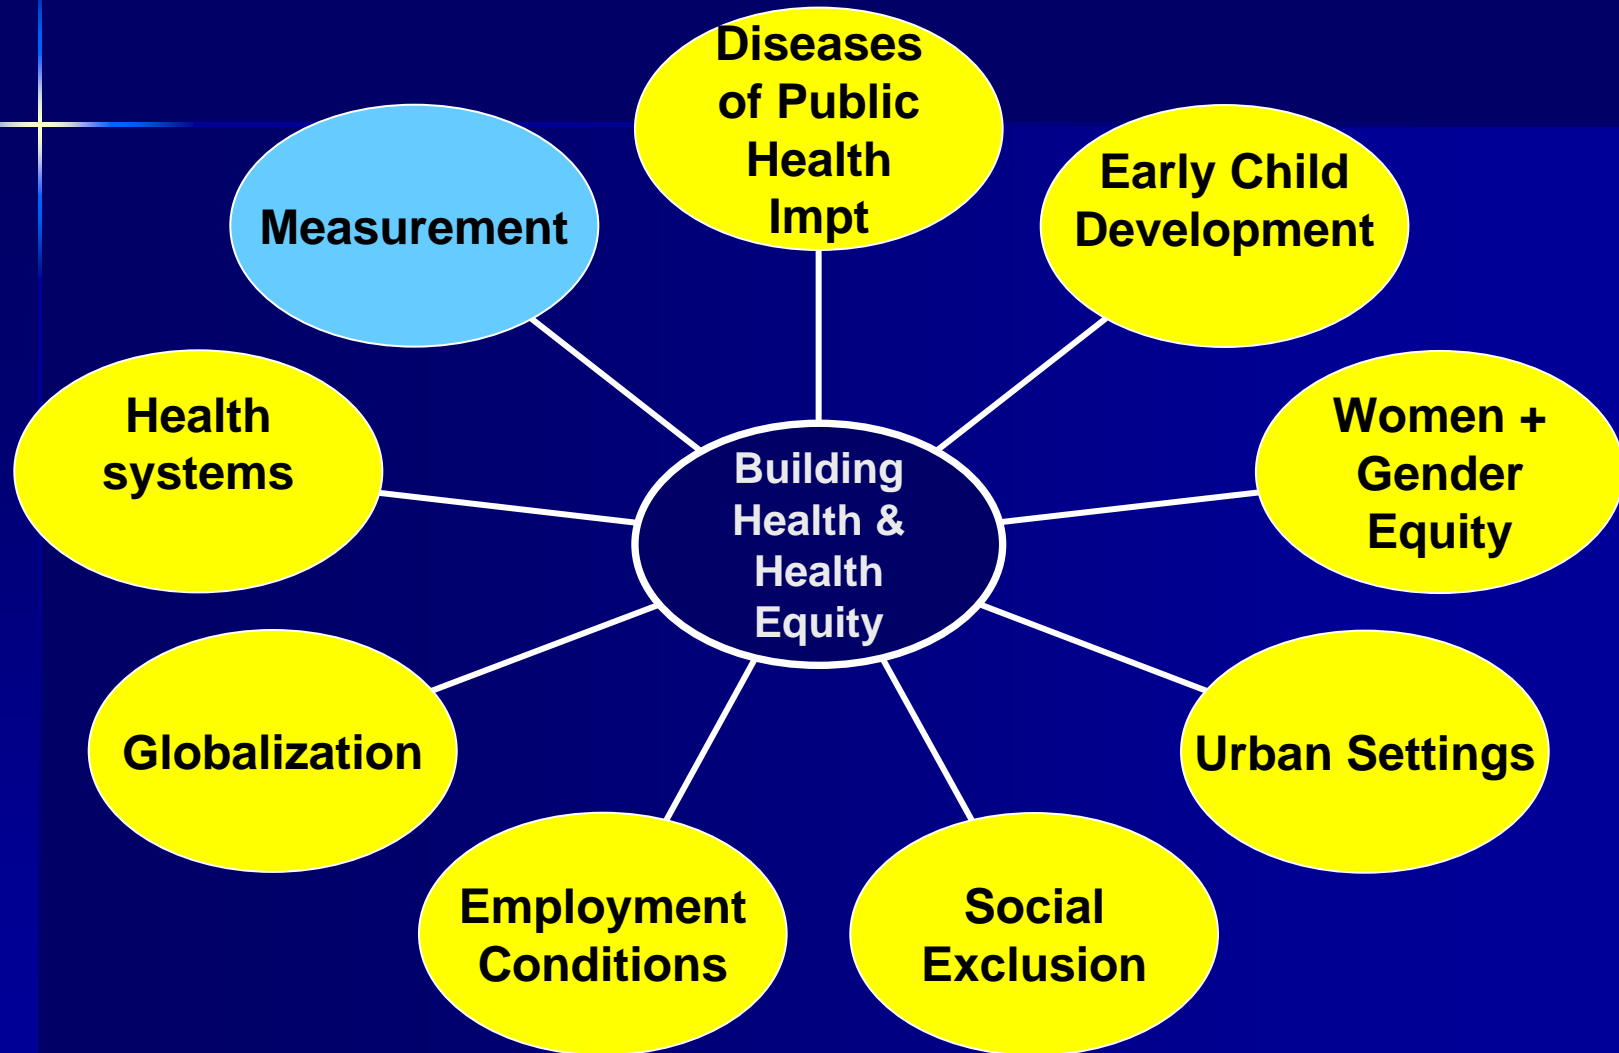 Diseases
of Public
Health
Impt
Early Child
Development
Measurement
Health
systems
Women +
Gender
Equity
Building
Health &
Health
Equity
Globalization
Urban Settings
Employment
Conditions
Social
Exclusion